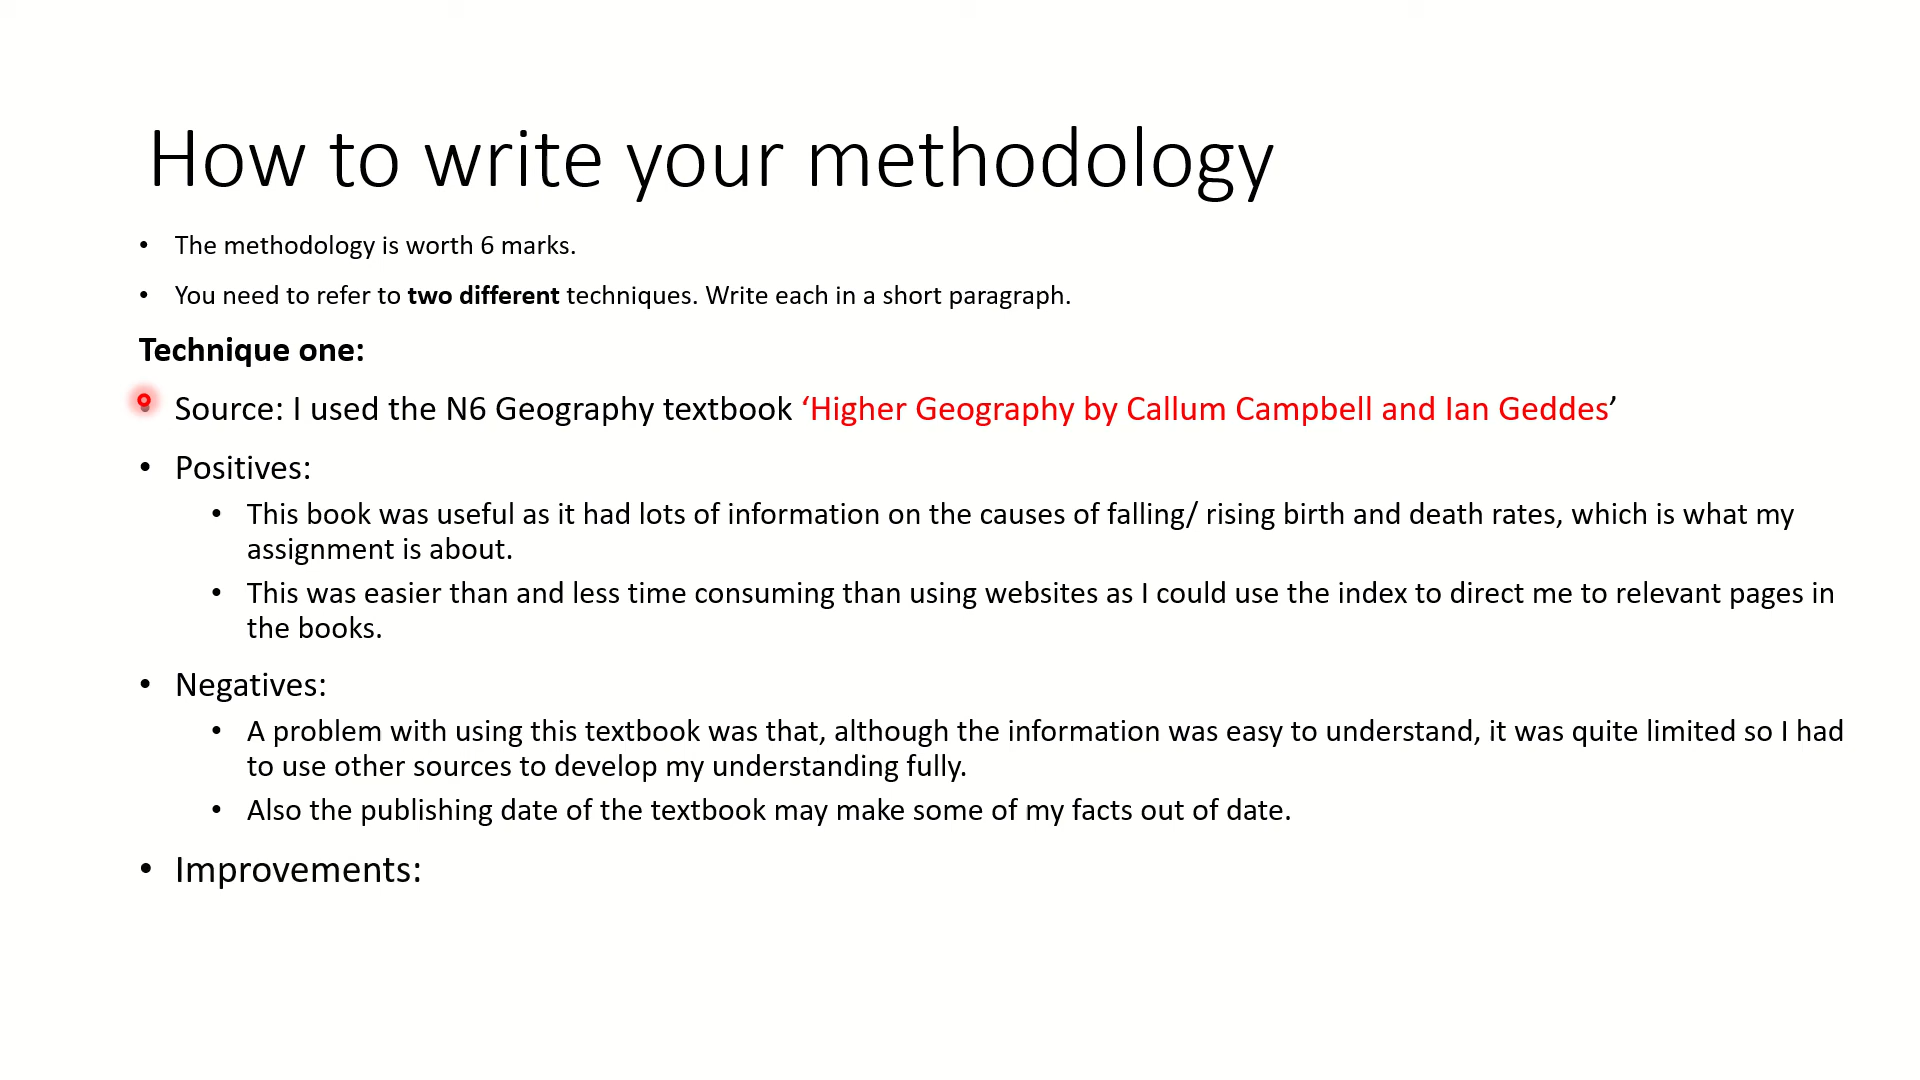 How to write your methodology
• The methodology is worth 6 marks.
• You need to refer to two different techniques. Write each in a short paragraph.
Technique one:
Source: I used the N6 Geography textbook ‘Higher Geography by Callum Campbell and Ian Geddes’
• Positives:
• This book was useful as it had lots of information on the causes of falling/ rising birth and death rates, which is what my
assignment is about.
• This was easier than and less time consuming than using websites as I could use the index to direct me to relevant pages in
the books.
• Negatives:
• A problem with using this textbook was that, although the information was easy to understand, it was quite limited so I had
to use other sources to develop my understanding fully.
• Also the publishing date of the textbook may make some of my facts out of date.
• Improvements: